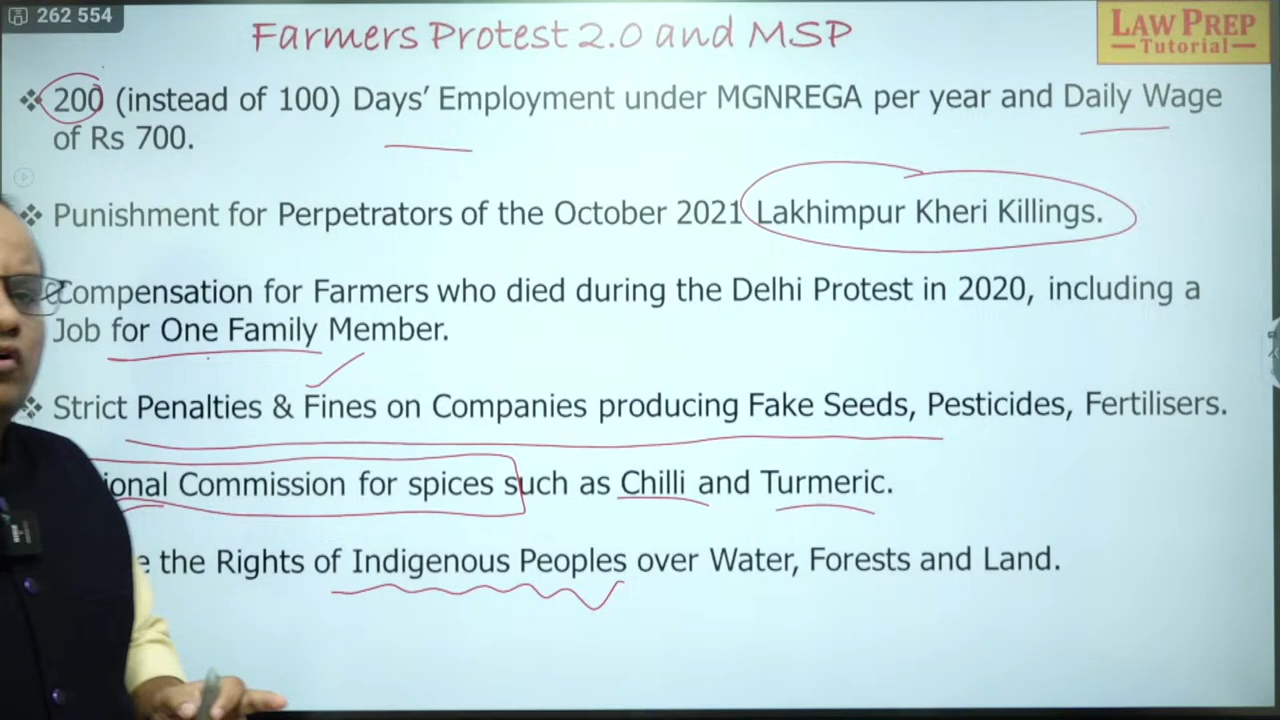 262 554
Farmers Protest 2.0 and MSP
LAW PREP
Tutorial
❖ 200 (instead of 100) Days’ Employment under MGNREGA per year and Daily Wage
of Rs 700.
❖ Punishment for Perpetrators of the October 2021 Lakhimpur Kheri Killings.
Compensation for Farmers who died during the Delhi Protest in 2020, including a
Job for One Family Member.
❖ Strict Penalties & Fines on Companies producing Fake Seeds, Pesticides, Fertilisers.
ional Commission for spices such as Chilli and Turmeric.
e the Rights of Indigenous Peoples over Water, Forests and Land.